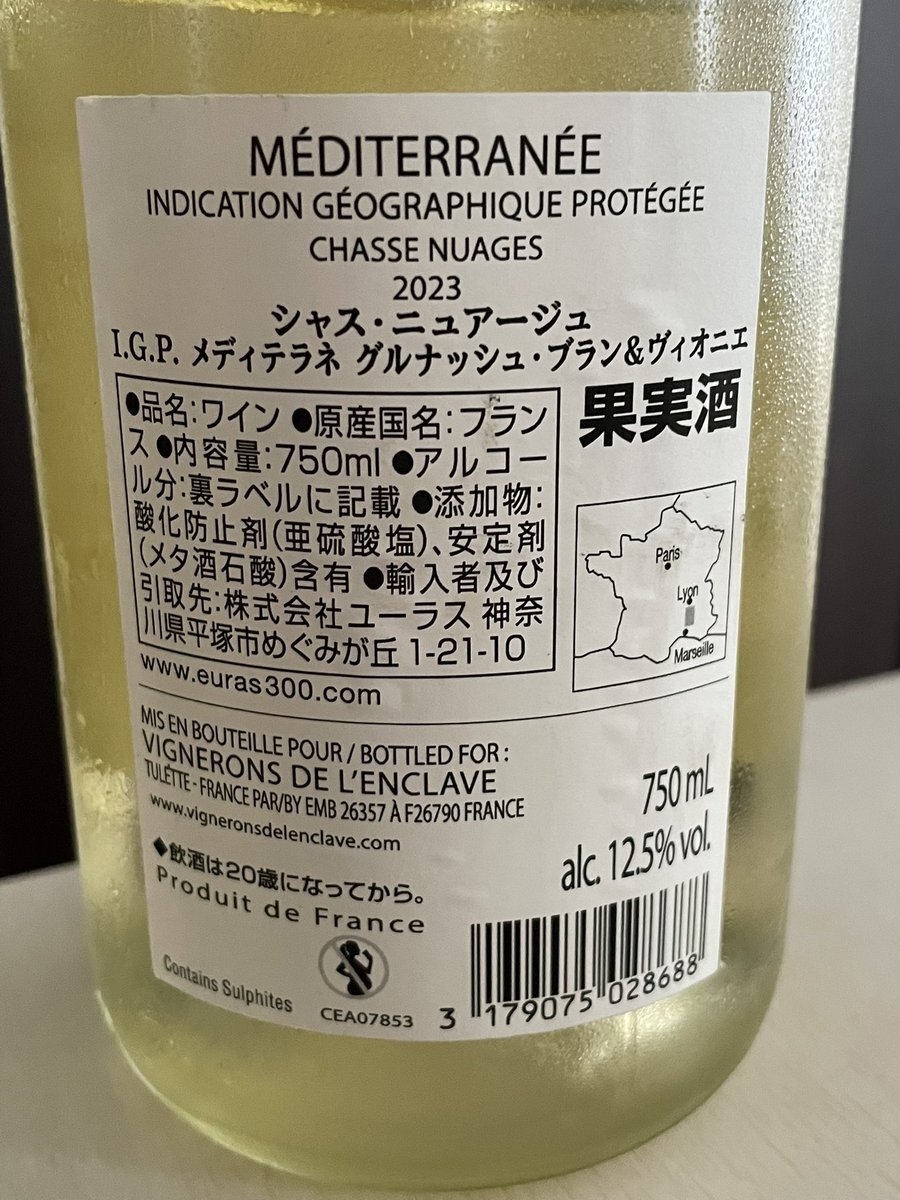 MÉDITERRANÉE
INDICATION GÉOGRAPHIQUE PROTÉGÉE
CHASSE NUAGES
2023
シャス・ニュアージュ
I.G.P. メディテラネ グルナッシュ・ブラン&ヴィオニエ
●品名:ワイン ●原産国名:フラン
ス ●内容量:750ml ●アルコー
ル分:裏ラベルに記載 ●添加物:
酸化防止剤(亜硫酸塩)、安定剤
(メタ酒石酸)含有 ●輸入者及び
引取先:株式会社ユーラス 神奈
川県平塚市めぐみが丘 1-21-10
果実酒
Paris
Lyon
Marseille
www.euras300.com
MIS EN BOUTEILLE POUR / BOTTLED FOR :
VIGNERONS DE L'ENCLAVE
TULETTE - FRANCE PAR/BY EMB 26357 À F26790 FRANCE
www.vigneronsdelenclave.com
750 mL
alc. 12.5% vol.
◆飲酒は20歳になってから。
Produit de France
Contains Sulphites
CEA07853
3 179075 028688